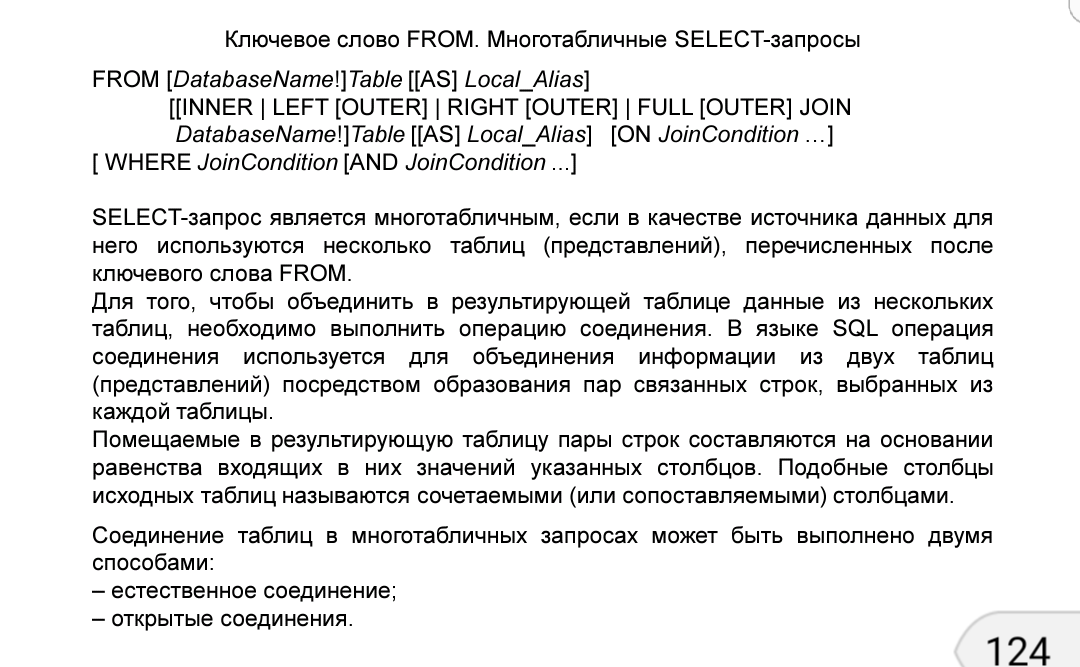 Ключевое слово FROM. Многотабличные SELECT-запросы
FROM [DatabaseName!]Table [[AS] Local_Alias]
[[INNER | LEFT [OUTER] | RIGHT [OUTER] | FULL [OUTER] JOIN
DatabaseName!]Table [[AS] Local_Alias] [ON JoinCondition …]
[ WHERE JoinCondition [AND JoinCondition ...]
SELECT-запрос является многотабличным, если в качестве источника данных для
него используются несколько таблиц (представлений), перечисленных после
ключевого слова FROM.
Для того, чтобы объединить в результирующей таблице данные из нескольких
таблиц, необходимо выполнить операцию соединения. В языке SQL операция
соединения используется для объединения информации из двух таблиц
(представлений) посредством образования пар связанных строк, выбранных из
каждой таблицы.
Помещаемые в результирующую таблицу пары строк составляются на основании
равенства входящих в них значений указанных столбцов. Подобные столбцы
исходных таблиц называются сочетаемыми (или сопоставляемыми) столбцами.
Соединение таблиц в многотабличных запросах может быть выполнено двумя
способами:
– естественное соединение;
– открытые соединения.
124